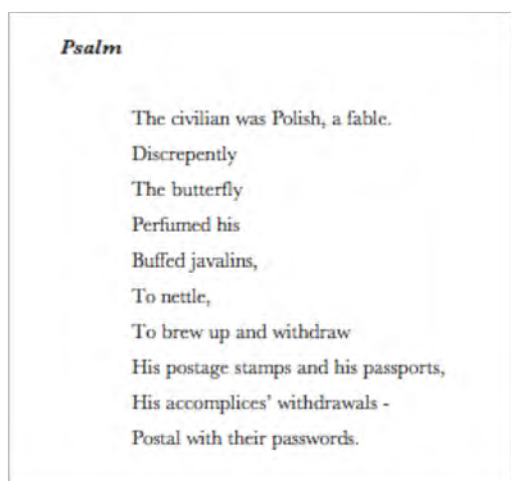 Psalm
The civilian was Polish, a fable.
Discrepently
The butterfly
Perfumed his
Buffed javalins,
To nettle,
To brew up and withdraw
His postage stamps and his passports,
His accomplices’ withdrawals -
Postal with their passwords.